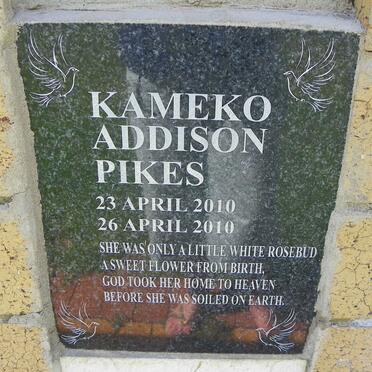 KAMEKO
ADDISON
PIKES
23 APRIL 2010
26 APRIL 2010
SHE WAS ONLY A LITTLE WHITE ROSEBUD
A SWEET FLOWER FROM BIRTH,
GOD TOOK HER HOME TO HEAVEN
BEFORE SHE WAS SOILED ON EARTH.